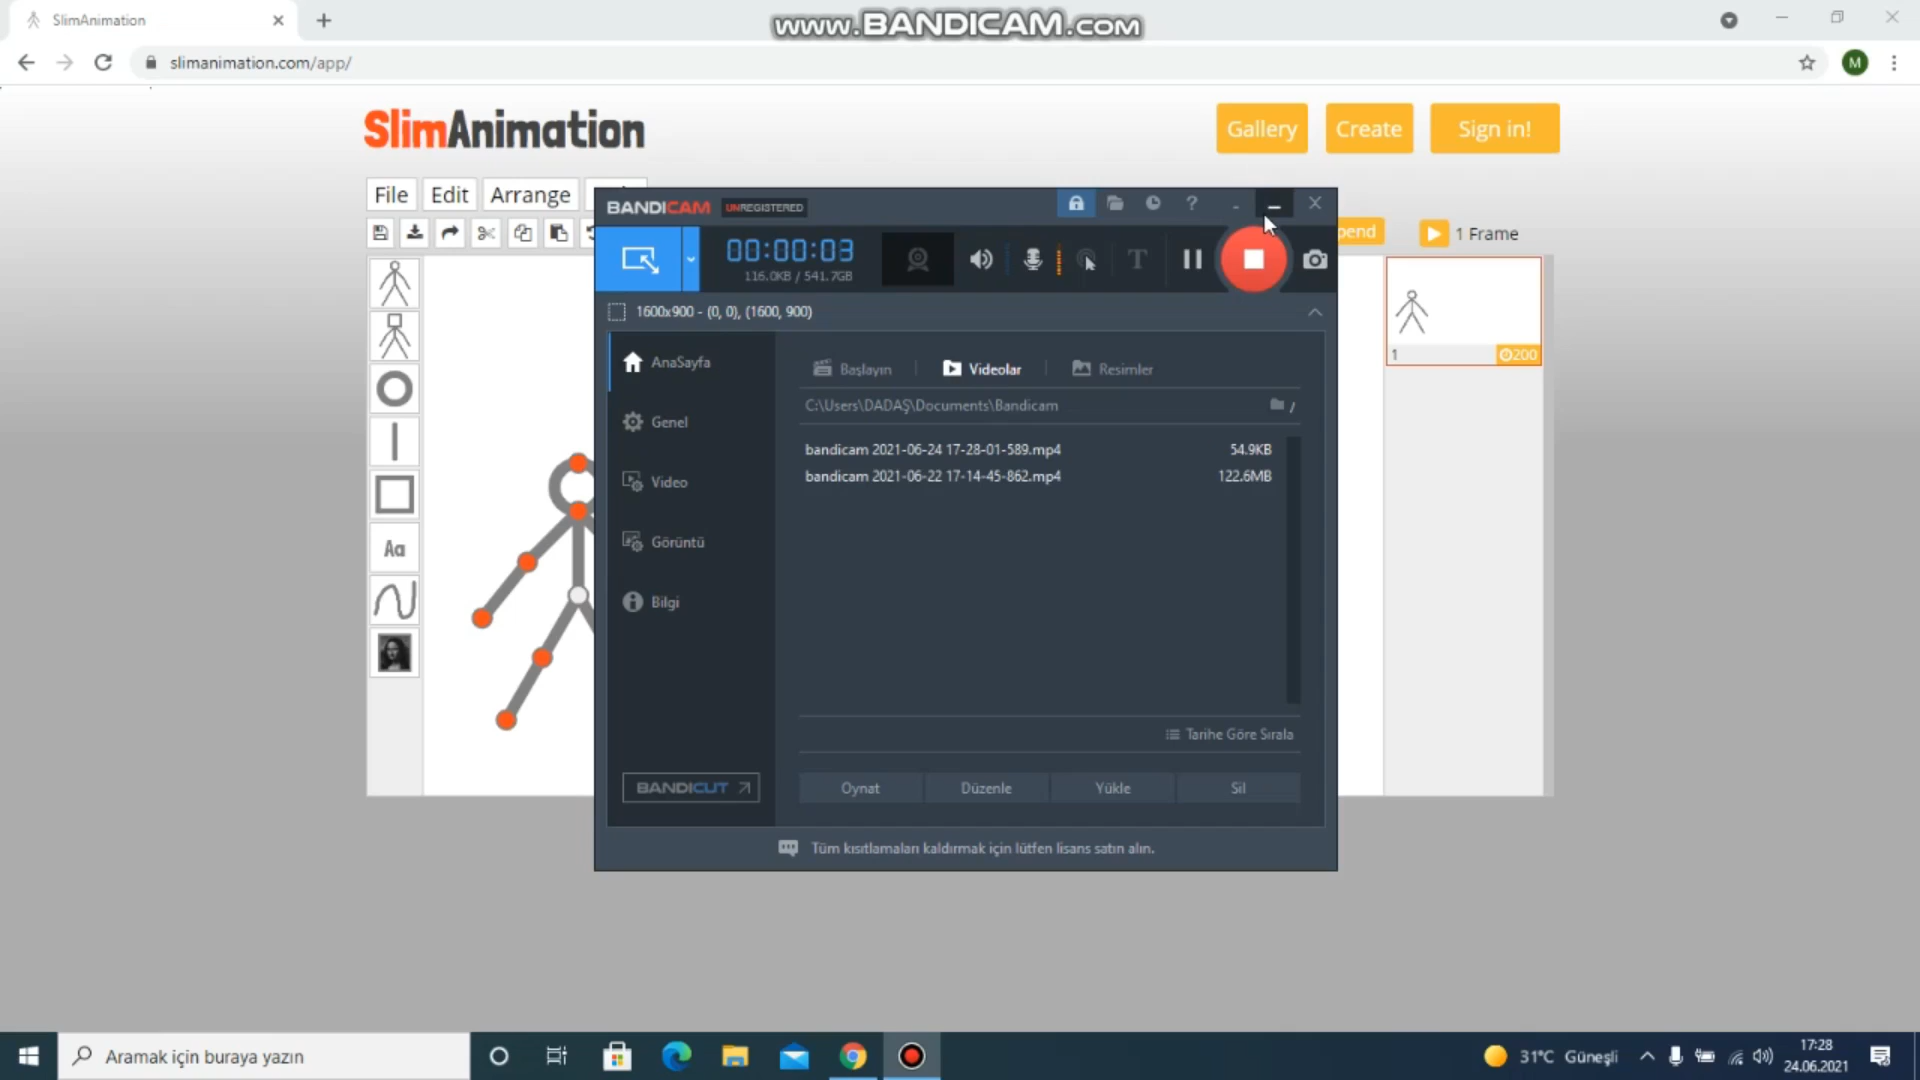 SlimAnimation
www.BANDICAM.com
slimanimation.com/app/
M
SlimAnimation
Gallery
Create
Sign in!
File
Edit
Arrange
BANDICAM
UNREGISTERED
pend
1 Frame
00:00:03
116.0KB / 541.7GB
T
1600x900 - (0, 0), (1600, 900)
1
200
AnaSayfa
Başlayın
Videolar
Resimler
C:\Users\DADAŞ\Documents\Bandicam
Genel
bandicam 2021-06-24 17-28-01-589.mp4
54.9KB
bandicam 2021-06-22 17-14-45-862.mp4
122.6MB
Video
Görüntü
Aa
Bilgi
Tarihe Göre Sırala
BANDICUT
Oynat
Düzenle
Yükle
Sil
Tüm kısıtlamaları kaldırmak için lütfen lisans satın alın.
Aramak için buraya yazın
31°C Güneşli
17:28
24.06.2021